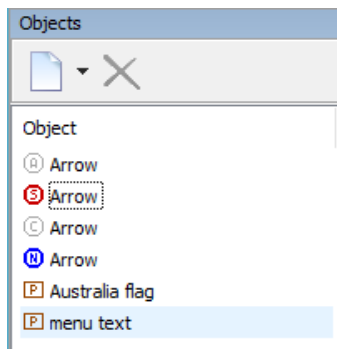 Objects
Object
A Arrow
S Arrow
C Arrow
N Arrow
P Australia flag
P menu text